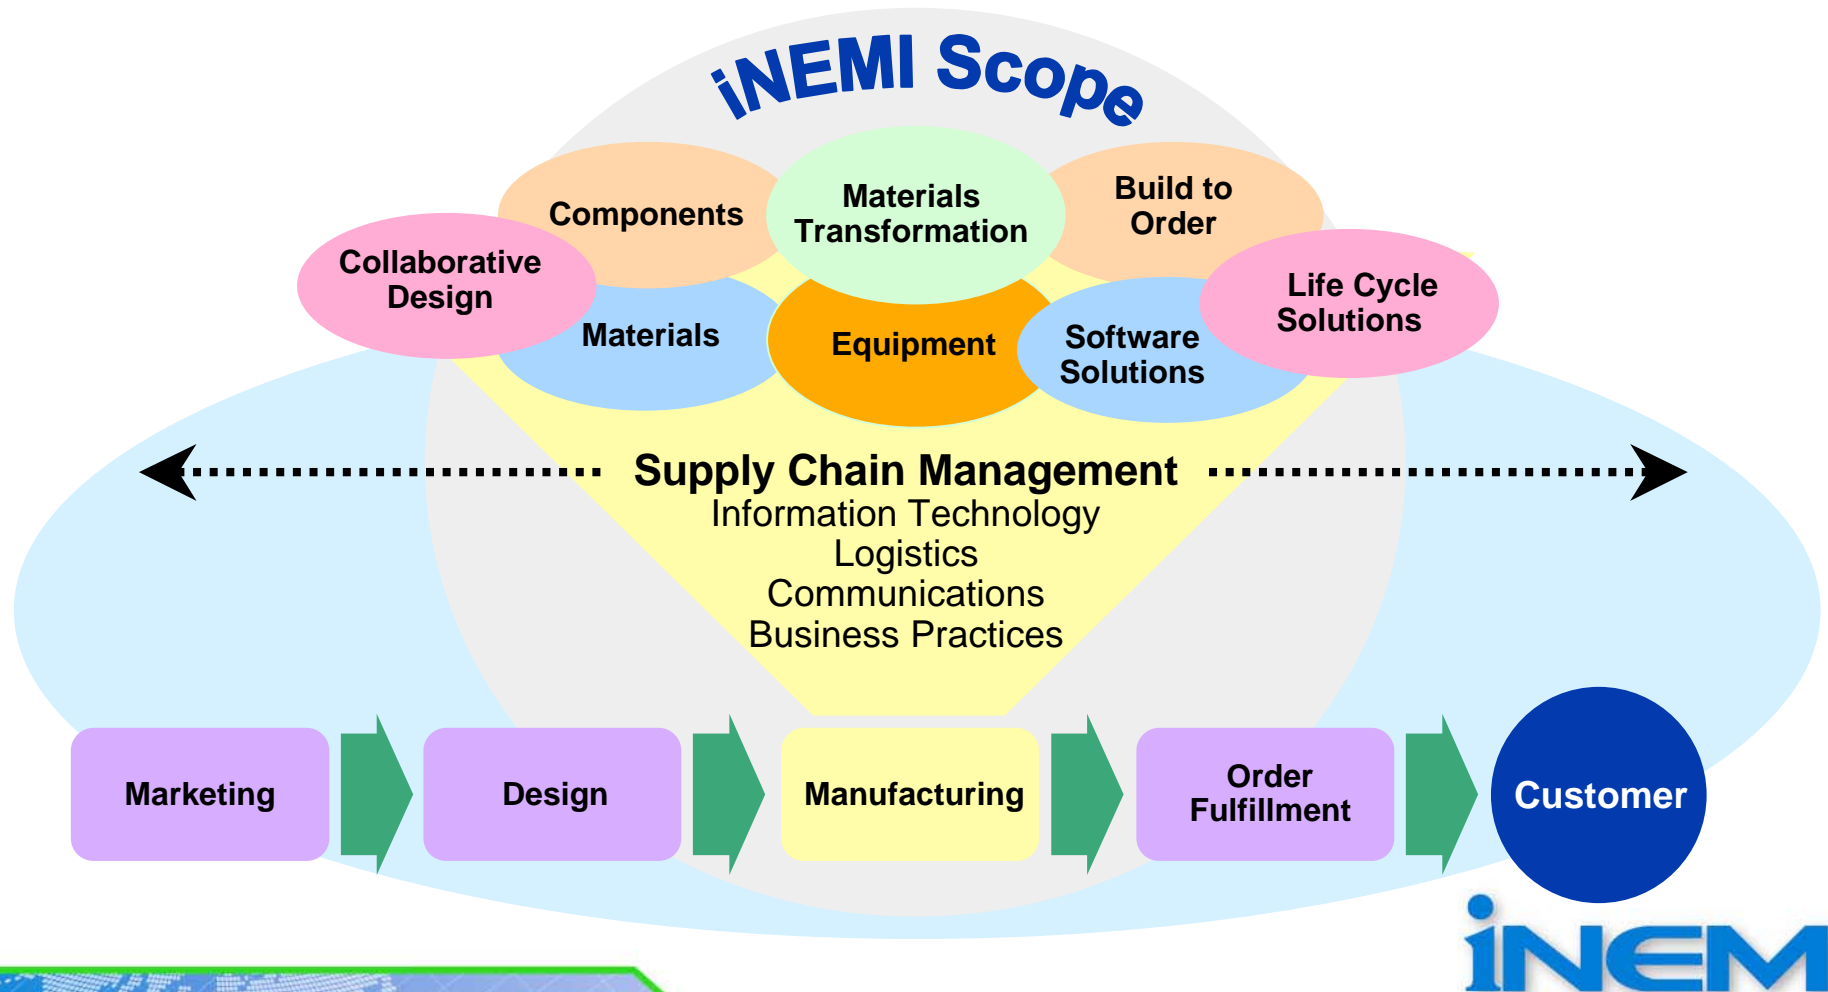 iNEMI Scope
Components
Materials
Transformation
Build to
Order
Collaborative
Design
Life Cycle
Solutions
Materials
Equipment
Software
Solutions
Supply Chain Management
Information Technology
Logistics
Communications
Business Practices
Marketing
Design
Manufacturing
Order
Fulfillment
Customer
iNEM